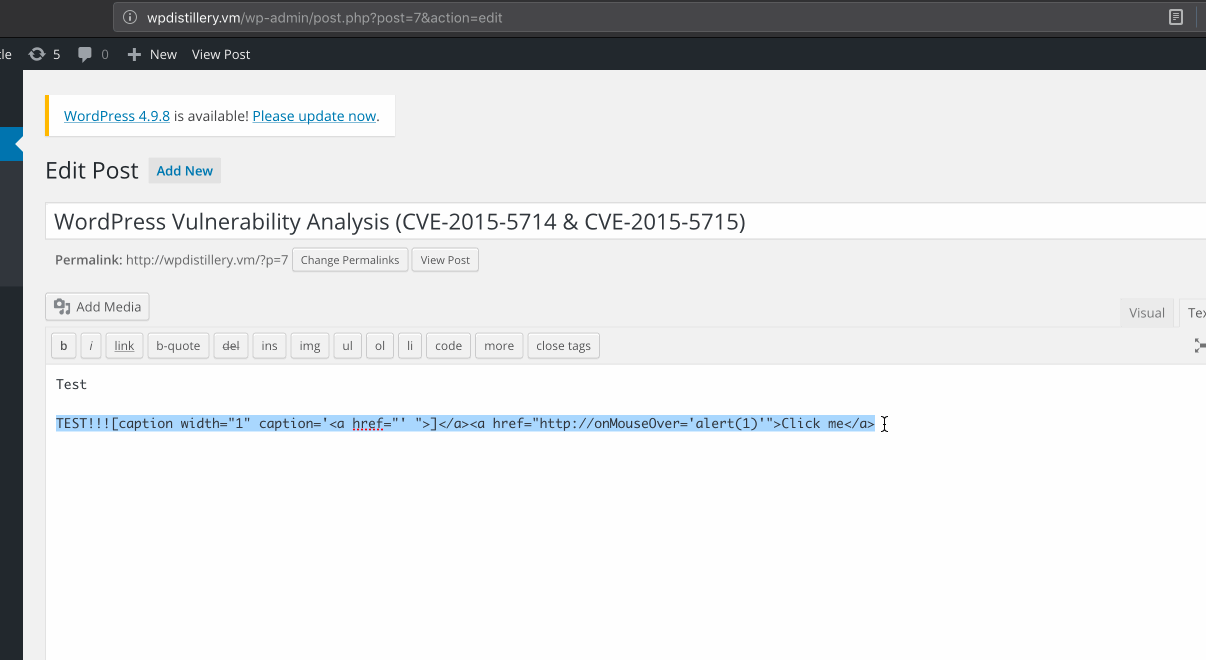 wpdistillery.vm/wp-admin/post.php?post=7&action=edit
5 0 New View Post
WordPress 4.9.8 is available! Please update now.
Edit Post Add New
WordPress Vulnerability Analysis (CVE-2015-5714 & CVE-2015-5715)
Permalink: http://wpdistillery.vm/?p=7 Change Permalinks View Post
Add Media
Visual
b i link b-quote del ins img ul ol li code more close tags
Test
TEST!!![caption width="1" caption='<a href="' ">]</a><a href="http://onMouseOver='alert(1)'">Click me</a>